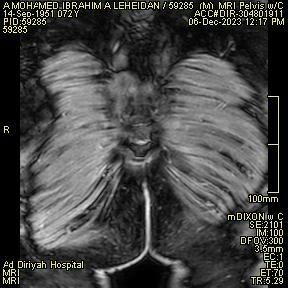 A MOHAMED.IBRAHIM A LEHEIDAN / 59285 (M) MRI Pelvis w/C
14-Sep-1951 072Y
ACC#DIR-304801911
PID:59285
06-Dec-2023 12:17 PM
59285
R
100mm
mDIXON w C
SE:2101
IM:100
DFOV:300
3.5mm
EC:1
TE:0
ET:70
TR:5.29
Ad Diriyah Hospital
MRI
MRI